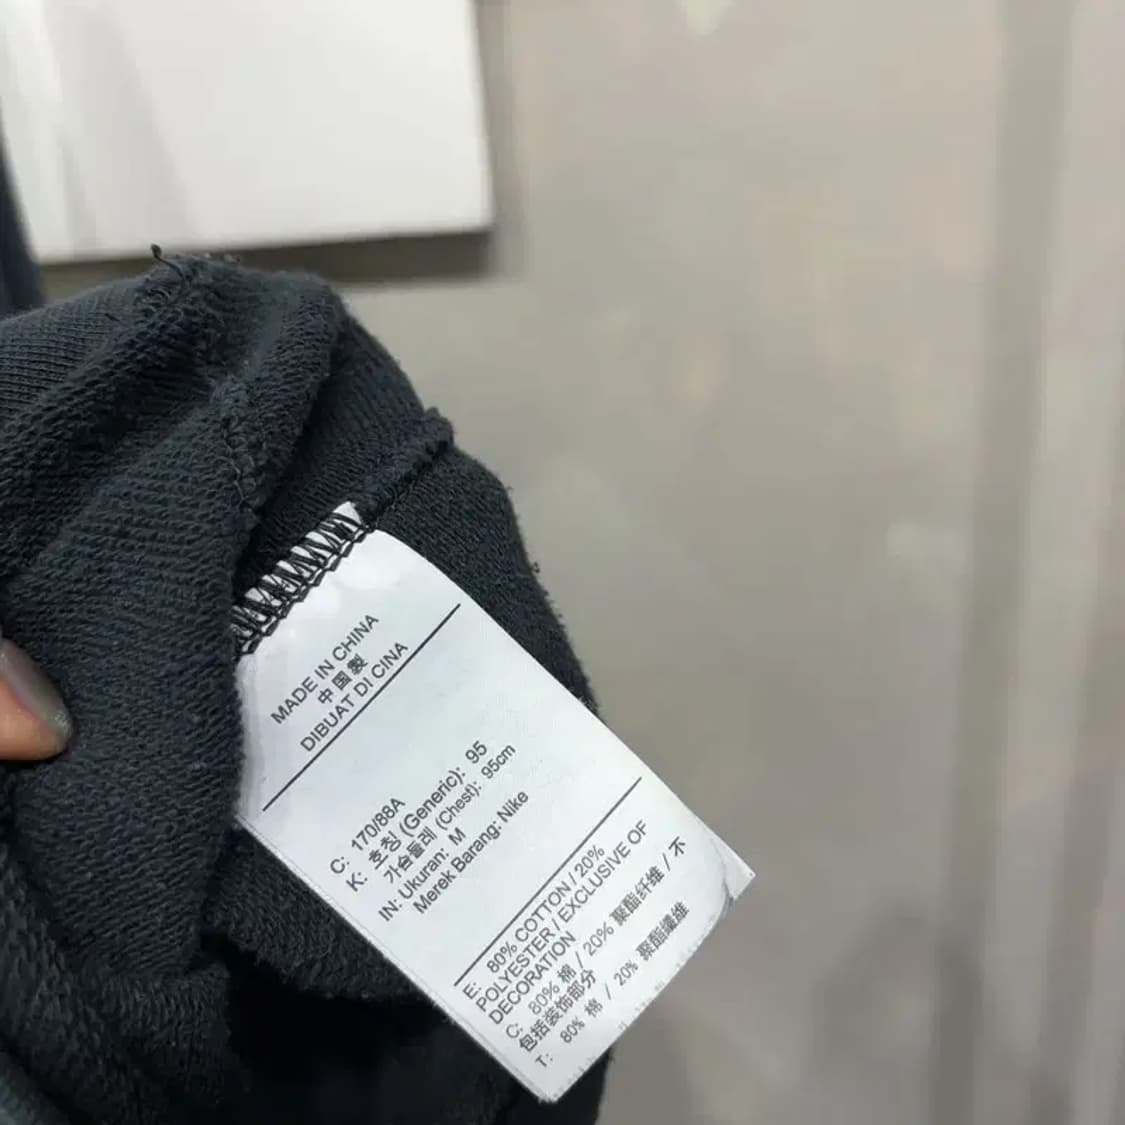 MADE IN CHINA
中国製
DIBUAT DI CINA
C: 170/88A
K: 호칭 (Generic): 95
가슴둘레 (Chest): 95cm
IN: Ukuran: M
Merek Barang: Nike
E: 80% COTTON / 20%
POLYESTER / EXCLUSIVE OF
DECORATION
C: 80% 棉 / 20% 聚酯纤维 / 不
包括装饰部分
T: 80% 棉 / 20% 聚酯纖維